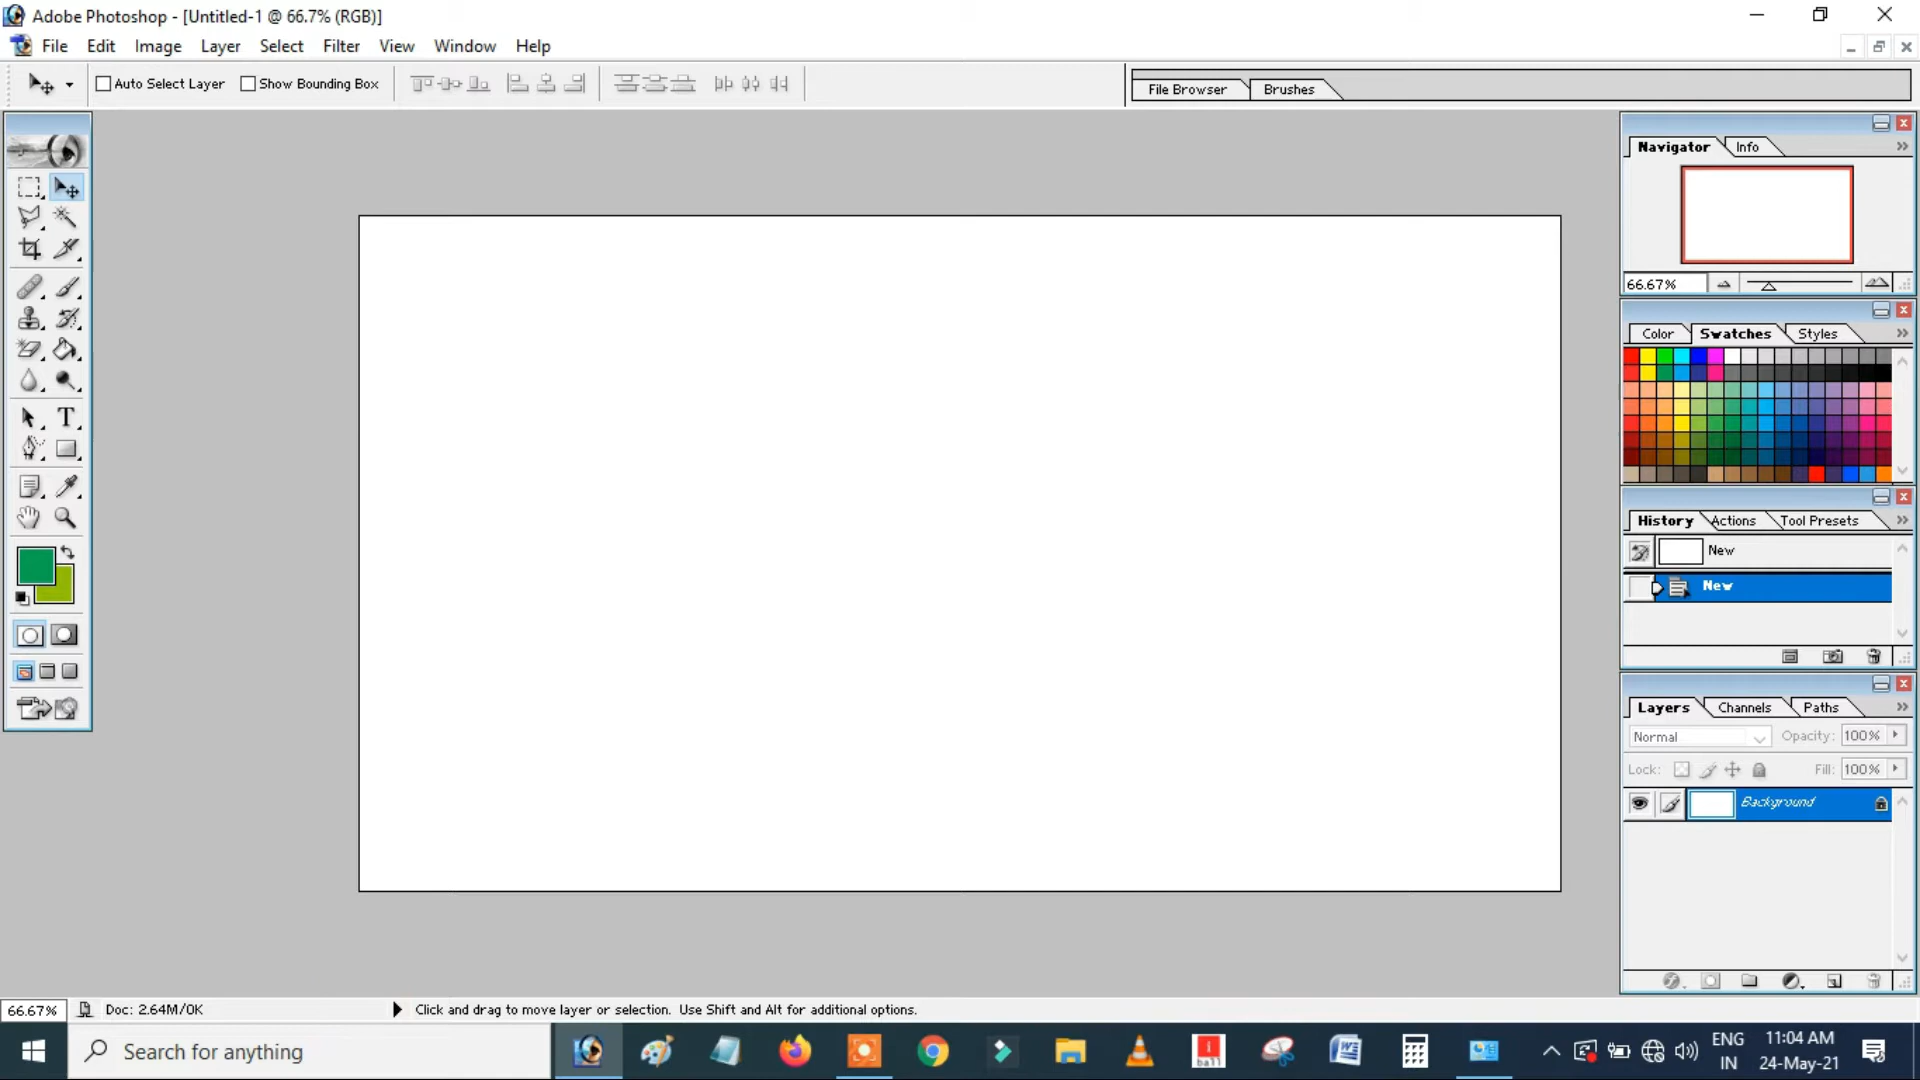 Adobe Photoshop - [Untitled-1 @ 66.7% (RGB)]
File Edit Image Layer Select Filter View Window Help
Auto Select Layer Show Bounding Box File Browser Brushes
Navigator Info
66.67%
Color Swatches Styles
T
History Actions Tool Presets
New
New
Layers Channels Paths
Normal Opacity: 100%
Lock: Fill: 100%
Background
66.67% Doc: 2.64M/0K Click and drag to move layer or selection. Use Shift and Alt for additional options.
Search for anything
i
ball
W
ENG
IN
11:04 AM
24-May-21